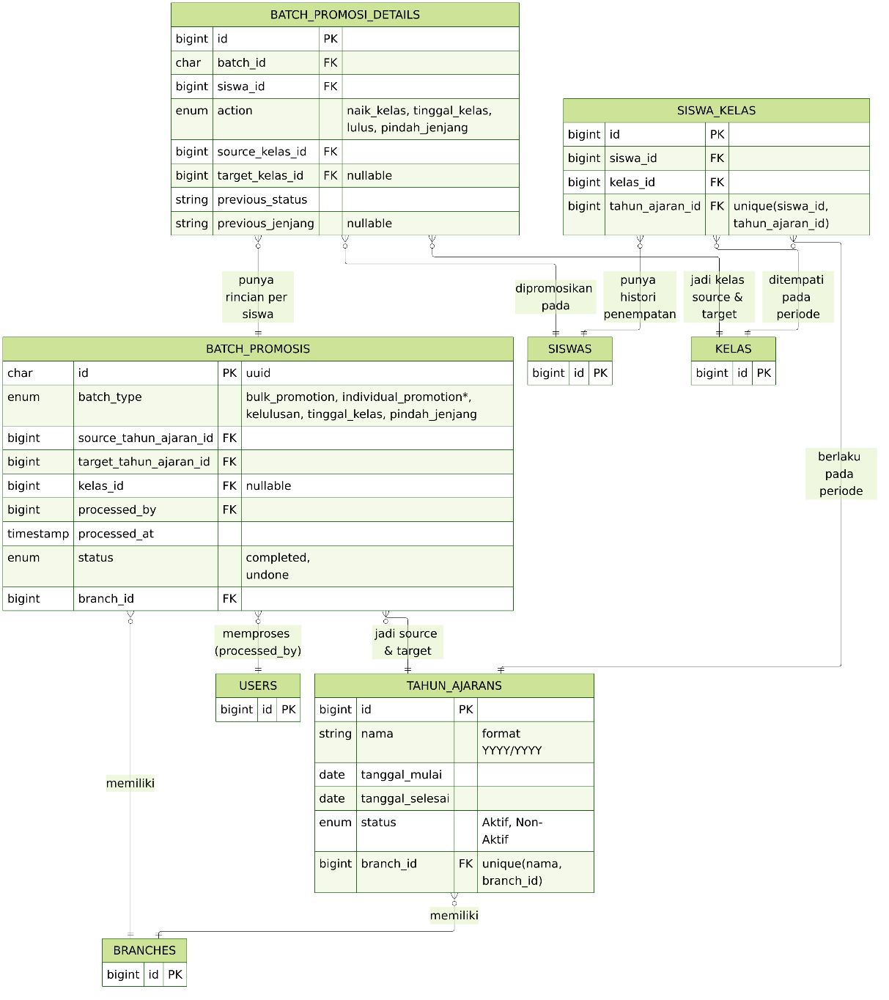 BATCH_PROMOSI_DETAILS
bigint id PK
char batch_id FK
bigint siswa_id FK
enum action naik_kelas, tinggal_kelas,
lulus, pindah_jenjang
bigint source_kelas_id FK
bigint target_kelas_id FK nullable
string previous_status
string previous_jenjang nullable
SISWA_KELAS
bigint id PK
bigint siswa_id FK
bigint kelas_id FK
bigint tahun_ajaran_id FK unique(siswa_id,
tahun_ajaran_id)
punya
rincian per
siswa
dipromosikan
pada
punya
histori
penempatan
jadi kelas
source &
target
ditempati
pada
periode
BATCH_PROMOSIS
char id PK uuid
enum batch_type bulk_promotion, individual_promotion*,
kelulusan, tinggal_kelas, pindah_jenjang
bigint source_tahun_ajaran_id FK
bigint target_tahun_ajaran_id FK
bigint kelas_id FK nullable
bigint processed_by FK
timestamp processed_at
enum status completed,
undone
bigint branch_id FK
SISWAS
bigint id PK
KELAS
bigint id PK
berlaku
pada
periode
memproses
(processed_by)
jadi source
& target
USERS
bigint id PK
TAHUN_AJARANS
bigint id PK
string nama format
YYYY/YYYY
date tanggal_mulai
date tanggal_selesai
enum status Aktif, Non-
Aktif
bigint branch_id FK unique(nama,
branch_id)
memiliki
memiliki
BRANCHES
bigint id PK